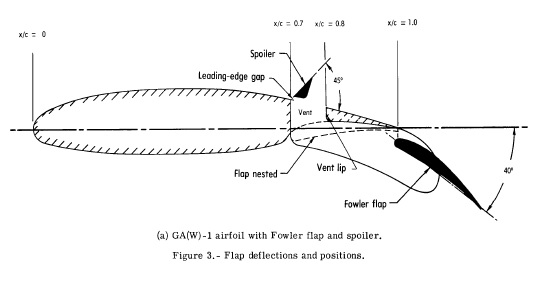 x/c = 0.7 x/c = 0.8 x/c = 1.0
x/c = 0
Spoiler
Leading-edge gap
45°
Vent
Flap nested
Vent lip
40°
Fowler flap
(a) GA(W)-1 airfoil with Fowler flap and spoiler.
Figure 3.- Flap deflections and positions.